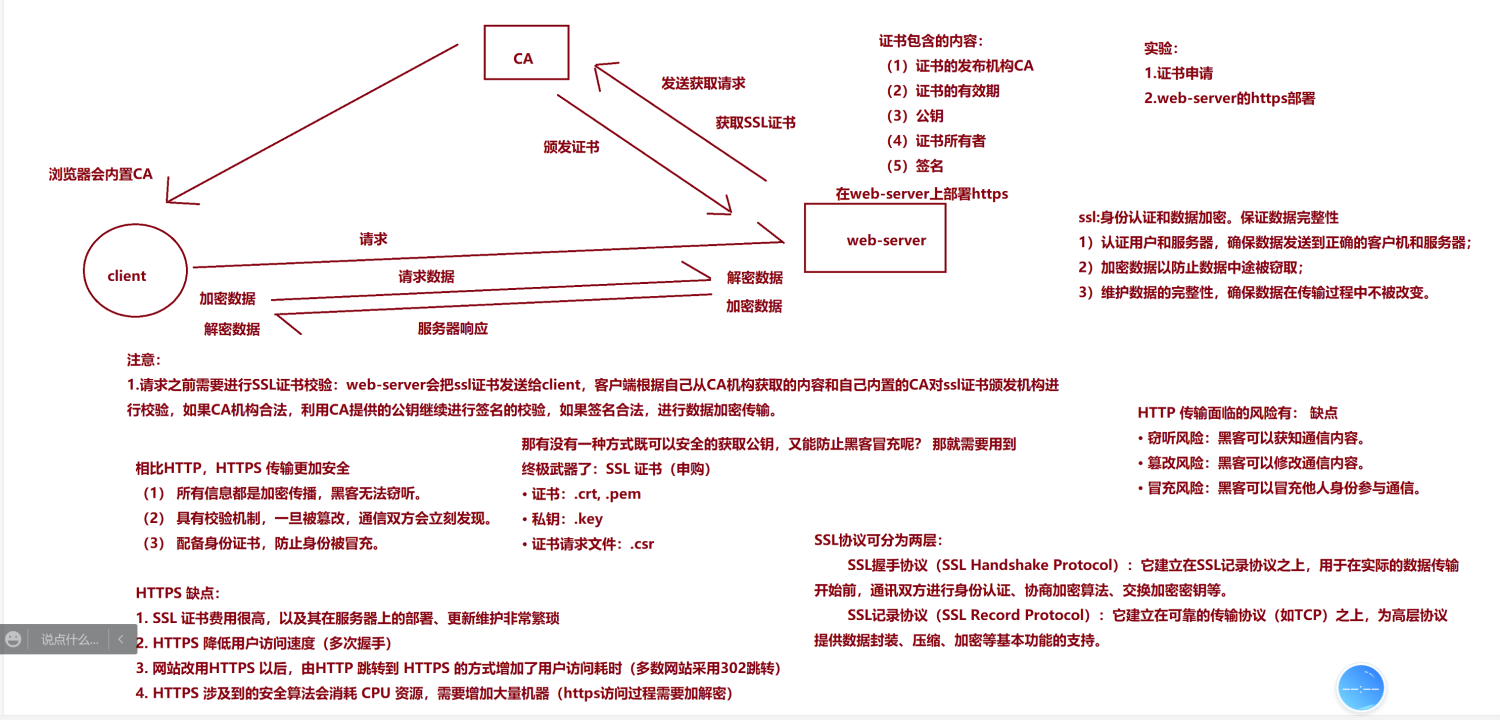 CA
发送获取请求
获取SSL证书
颁发证书
浏览器会内置CA
证书包含的内容：
（1）证书的发布机构CA
（2）证书的有效期
（3）公钥
（4）证书所有者
（5）签名
实验：
1.证书申请
2.web-server的https部署
在web-server上部署https
web-server
client
请求
请求数据
加密数据
解密数据
解密数据
加密数据
服务器响应
ssl:身份认证和数据加密。保证数据完整性
1）认证用户和服务器，确保数据发送到正确的客户机和服务器；
2）加密数据以防止数据中途被窃取；
3）维护数据的完整性，确保数据在传输过程中不被改变。
注意：
1.请求之前需要进行SSL证书校验：web-server会把ssl证书发送给client，客户端根据自己从CA机构获取的内容和自己内置的CA对ssl证书颁发机构进
行校验，如果CA机构合法，利用CA提供的公钥继续进行签名的校验，如果签名合法，进行数据加密传输。
HTTP 传输面临的风险有： 缺点
• 窃听风险：黑客可以获知通信内容。
• 篡改风险：黑客可以修改通信内容。
• 冒充风险：黑客可以冒充他人身份参与通信。
那有没有一种方式既可以安全的获取公钥，又能防止黑客冒充呢？ 那就需要用到
终极武器了：SSL 证书（申购）
• 证书：.crt, .pem
• 私钥：.key
• 证书请求文件：.csr
相比HTTP，HTTPS 传输更加安全
（1） 所有信息都是加密传播，黑客无法窃听。
（2） 具有校验机制，一旦被篡改，通信双方会立刻发现。
（3） 配备身份证书，防止身份被冒充。
SSL协议可分为两层：
SSL握手协议（SSL Handshake Protocol）：它建立在SSL记录协议之上，用于在实际的数据传输
开始前，通讯双方进行身份认证、协商加密算法、交换加密密钥等。
SSL记录协议（SSL Record Protocol）：它建立在可靠的传输协议（如TCP）之上，为高层协议
提供数据封装、压缩、加密等基本功能的支持。
HTTPS 缺点：
1. SSL 证书费用很高，以及其在服务器上的部署、更新维护非常繁琐
2. HTTPS 降低用户访问速度（多次握手）
3. 网站改用HTTPS 以后，由HTTP 跳转到 HTTPS 的方式增加了用户访问耗时（多数网站采用302跳转）
4. HTTPS 涉及到的安全算法会消耗 CPU 资源，需要增加大量机器（https访问过程需要加解密）
说点什么...
--:--